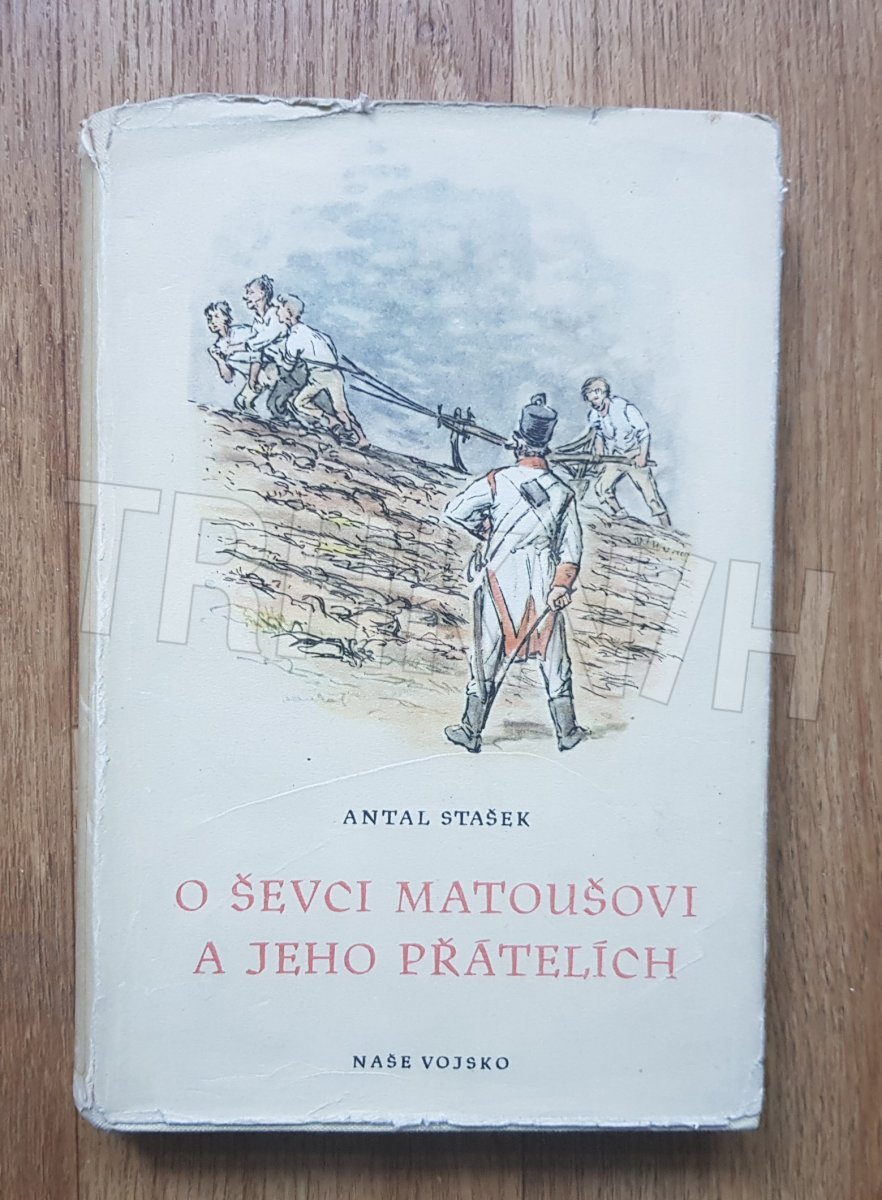 ANTAL STAŠEK
O ŠEVCI MATOUŠOVI
A JEHO PŘÁTELÍCH
NAŠE VOJSKO